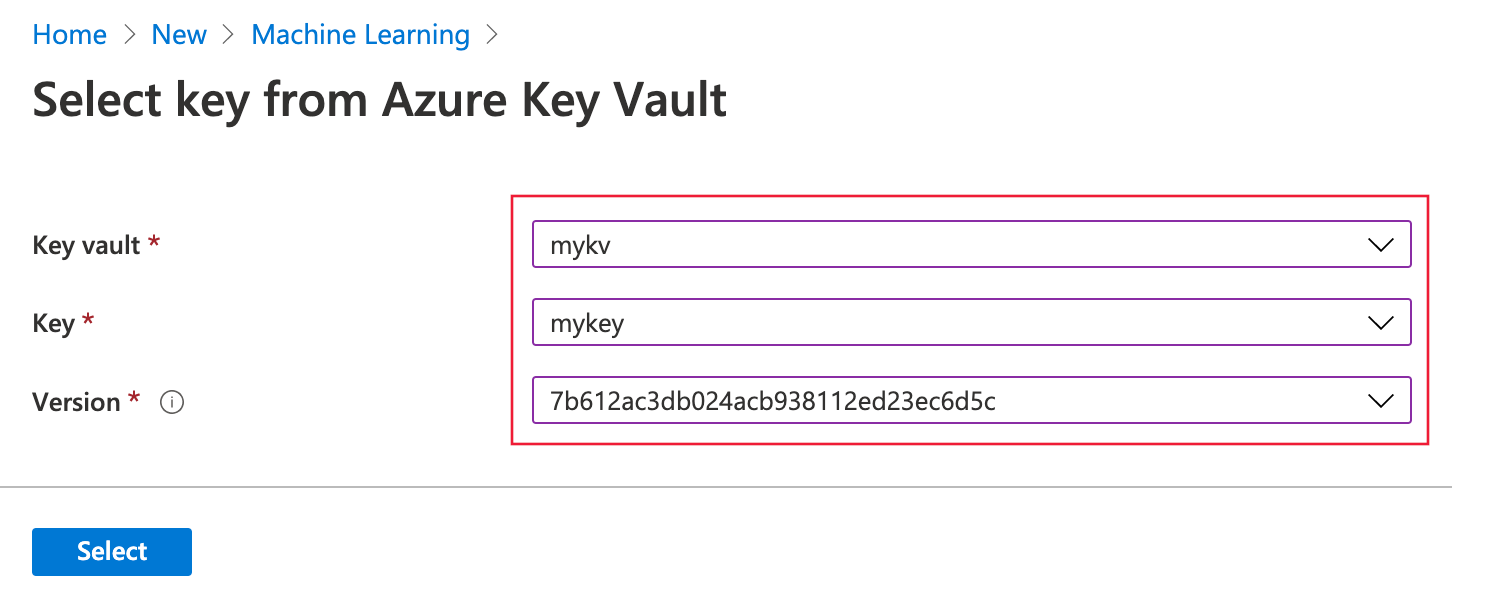 Home > New > Machine Learning >
Select key from Azure Key Vault
Key vault * mykv
Key * mykey
Version * 7b612ac3db024acb938112ed23ec6d5c
Select